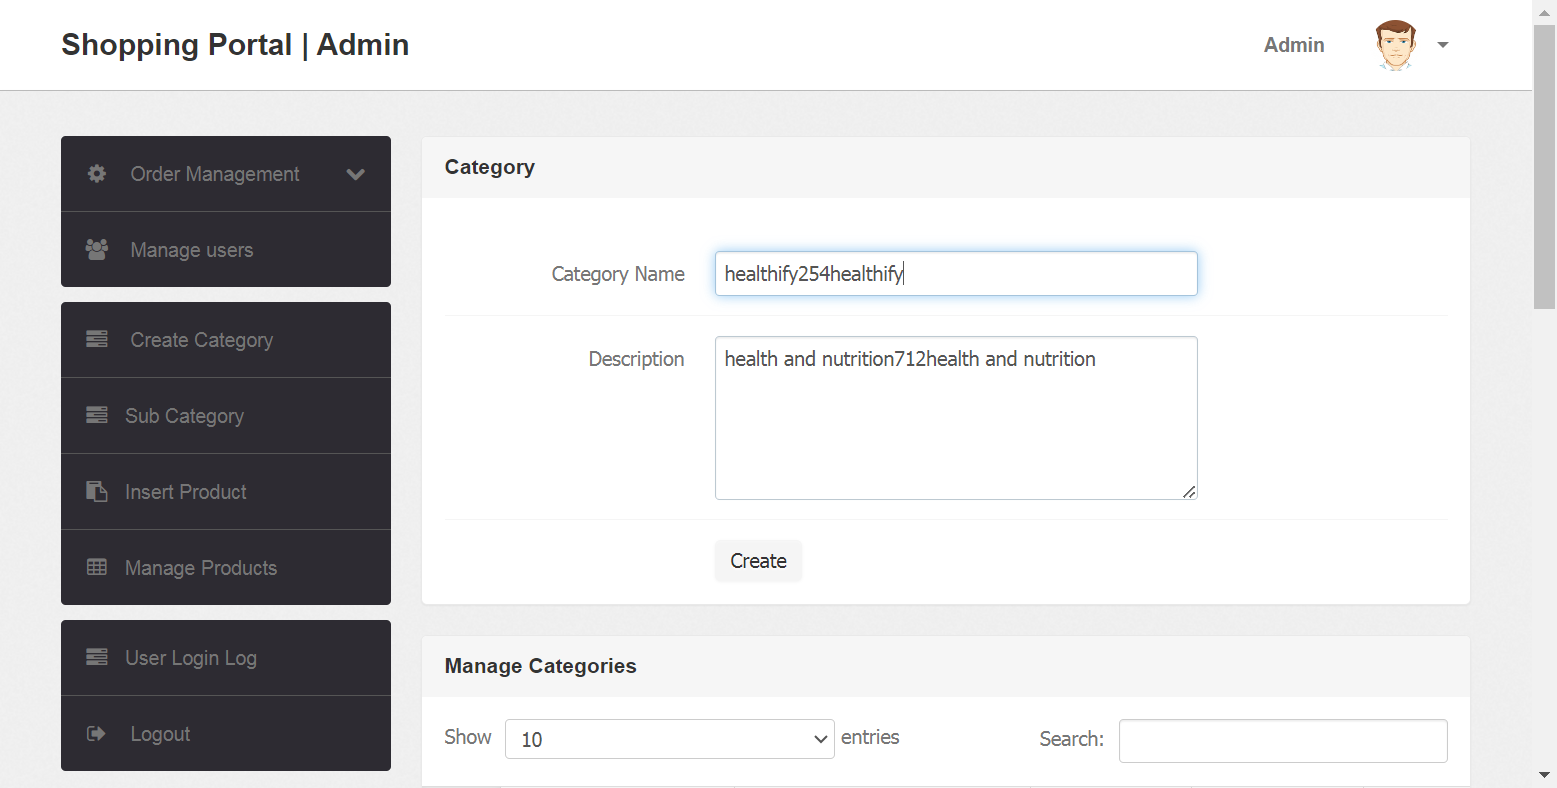 Shopping Portal | Admin
Admin
Order Management
Manage users
Create Category
Sub Category
Insert Product
Manage Products
User Login Log
Logout
Category
Category Name
healthify254healthify
Description
health and nutrition712health and nutrition
Create
Manage Categories
Show 10 entries
Search: